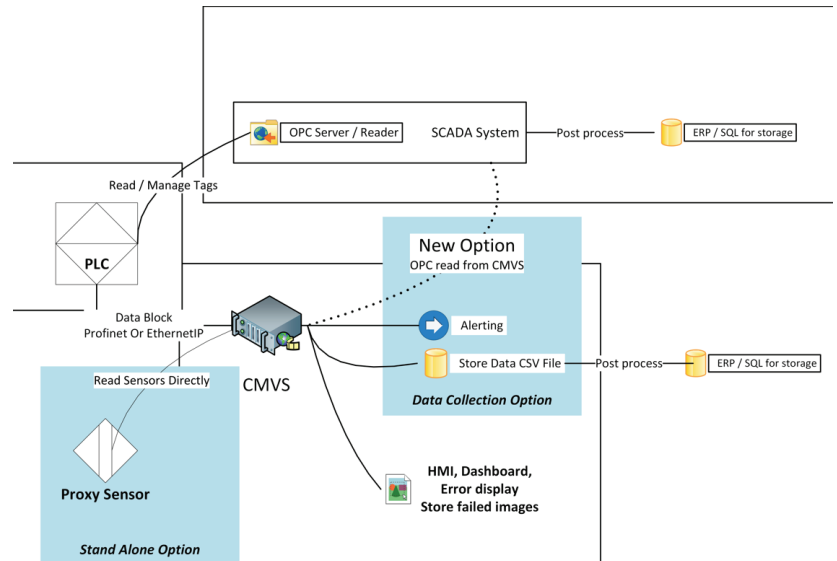 OPC Server / Reader
SCADA System
Post process
ERP / SQL for storage
Read / Manage Tags
PLC
New Option
OPC read from CMVS
Data Block
Profinet Or EthernetIP
Alerting
Read Sensors Directly
CMVS
Store Data CSV File
Post process
ERP / SQL for storage
Data Collection Option
Proxy Sensor
HMI, Dashboard,
Error display
Store failed images
Stand Alone Option